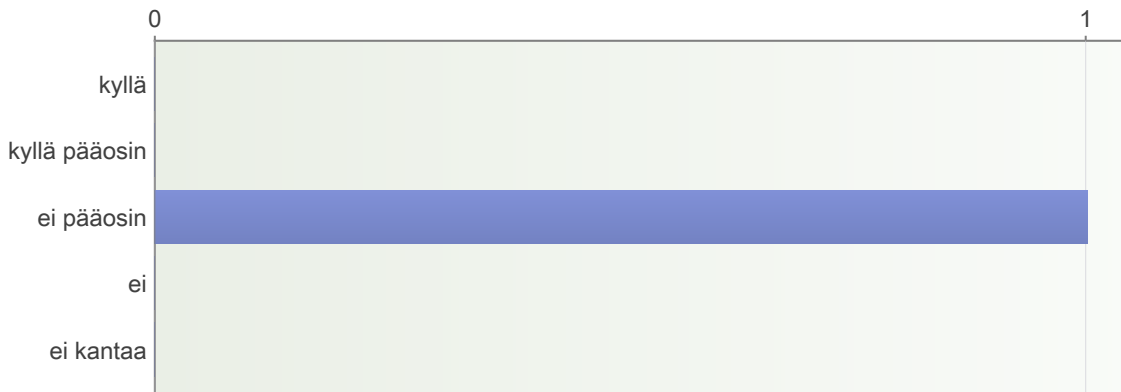 0 1
kyllä
kyllä pääosin
ei pääosin
ei
ei kantaa